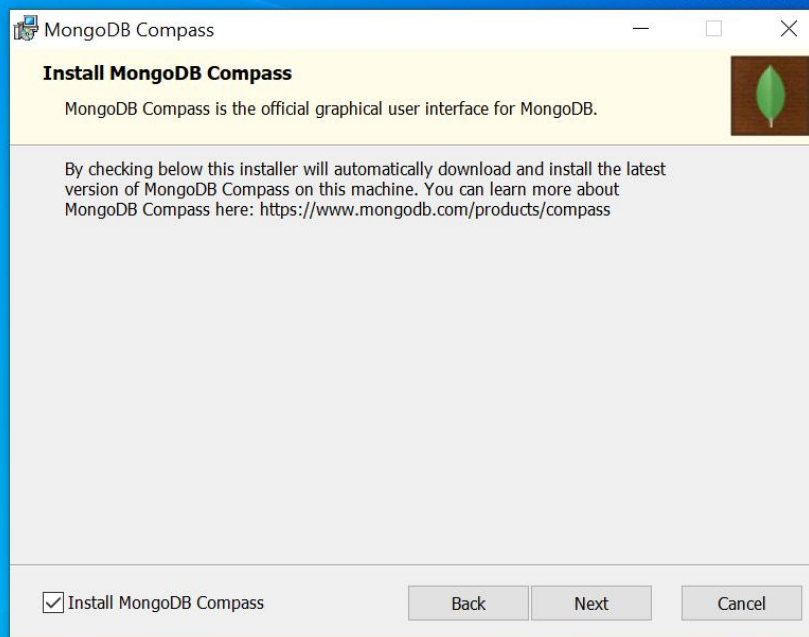 MongoDB Compass
Install MongoDB Compass
MongoDB Compass is the official graphical user interface for MongoDB.
By checking below this installer will automatically download and install the latest
version of MongoDB Compass on this machine. You can learn more about
MongoDB Compass here: https://www.mongodb.com/products/compass
Install MongoDB Compass
Back
Next
Cancel